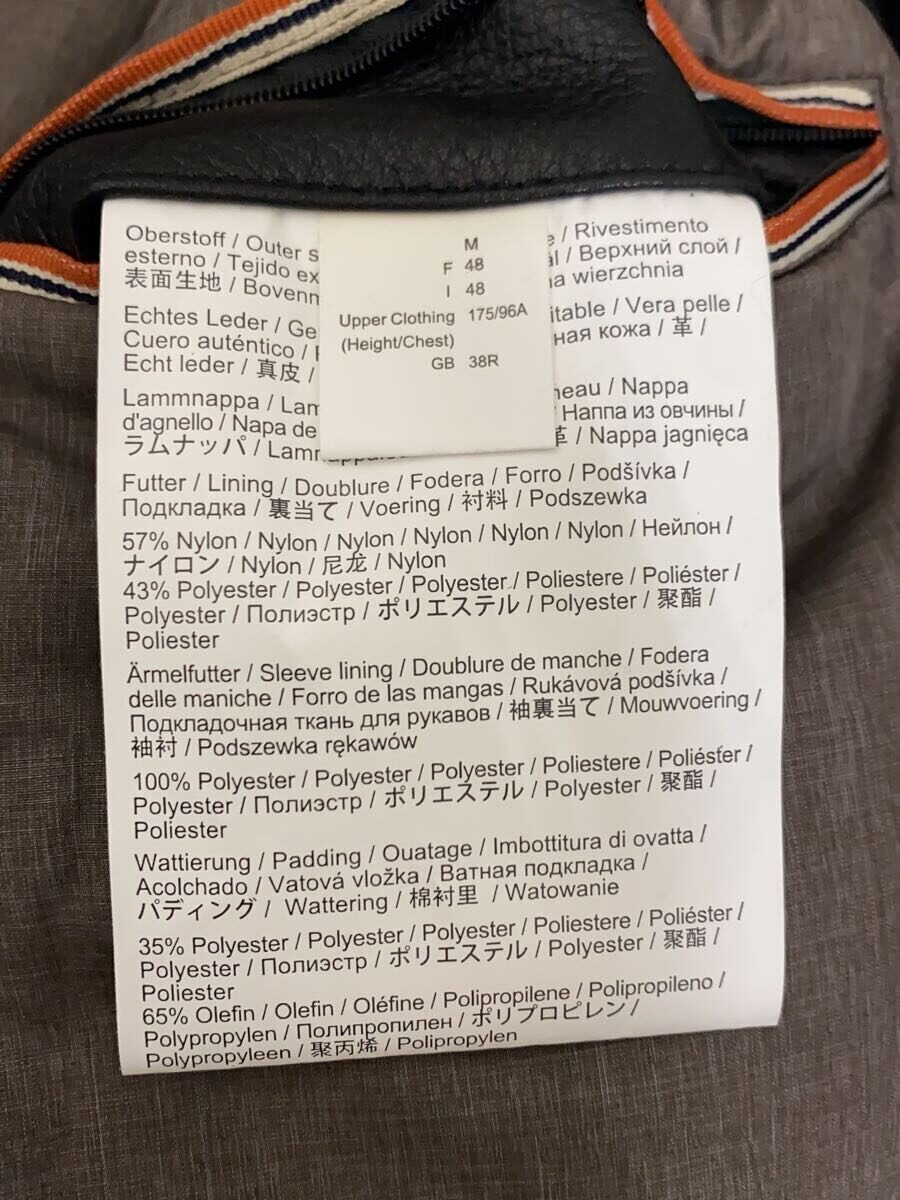 Oberstoff / Outer / Rivestimento
esterno / Tejido / Верхний слой /
表面生地 / wierzchnia
Echtes Leder / / Vera pelle /
Cuero auténtico / кожа / 革 /
Echt leder / 真皮 /
Lammnappa / / Nappa
d'agnello / Napa de Наппа из овчины /
ラムナッパ / / Nappa jagnięca
M
F 48
I 48
Upper Clothing 175/96A
(Height/Chest)
GB 38R
Futter / Lining / Doublure / Fodera / Forro / Podšívka /
Подкладка / 裏当て / Voering / 衬料 / Podszewka
57% Nylon / Nylon / Nylon / Nylon / Nylon / Nylon / Нейлон /
ナイロン / Nylon / 尼龙 / Nylon
43% Polyester / Polyester / Polyester / Poliestere / Poliéster /
Polyester / Полиэстр / ポリエステル / Polyester / 聚酯 /
Poliester
Ärmelfutter / Sleeve lining / Doublure de manche / Fodera
delle maniche / Forro de las mangas / Rukávová podšívka /
Подкладочная ткань для рукавов / 袖裏当て / Mouwvoering /
袖衬 / Podszewka rękawów
100% Polyester / Polyester / Polyester / Poliestere / Poliéster /
Polyester / Полиэстр / ポリエステル / Polyester / 聚酯 /
Poliester
Wattierung / Padding / Ouatage / Imbottitura di ovatta /
Acolchado / Vatová vložka / Ватная подкладка /
パディング / Wattering / 棉衬里 / Watowanie
35% Polyester / Polyester / Polyester / Poliestere / Poliéster /
Polyester / Полиэстр / ポリエステル / Polyester / 聚酯 /
Poliester
65% Olefin / Olefin / Oléfine / Polipropilene / Polipropileno /
Polypropylen / Полипропилен / ポリプロピレン /
Polypropyleen / 聚丙烯 / Polipropylen